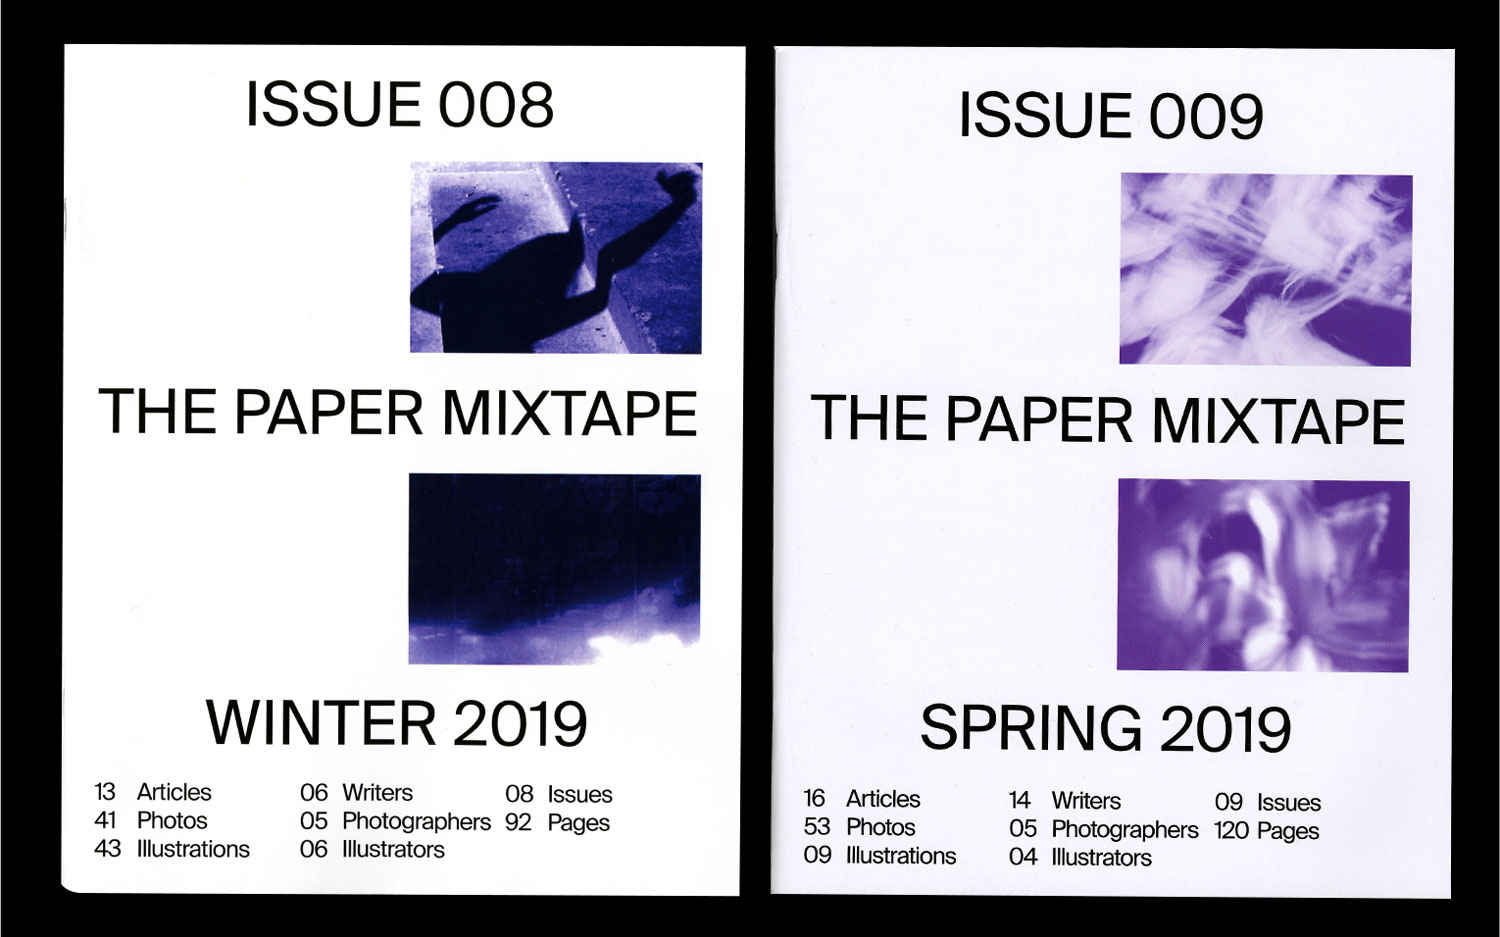 ISSUE 008
THE PAPER MIXTAPE
WINTER 2019
13 Articles
41 Photos
43 Illustrations
06 Writers
05 Photographers
06 Illustrators
08 Issues
92 Pages
ISSUE 009
THE PAPER MIXTAPE
SPRING 2019
16 Articles
53 Photos
09 Illustrations
14 Writers
05 Photographers
04 Illustrators
09 Issues
120 Pages